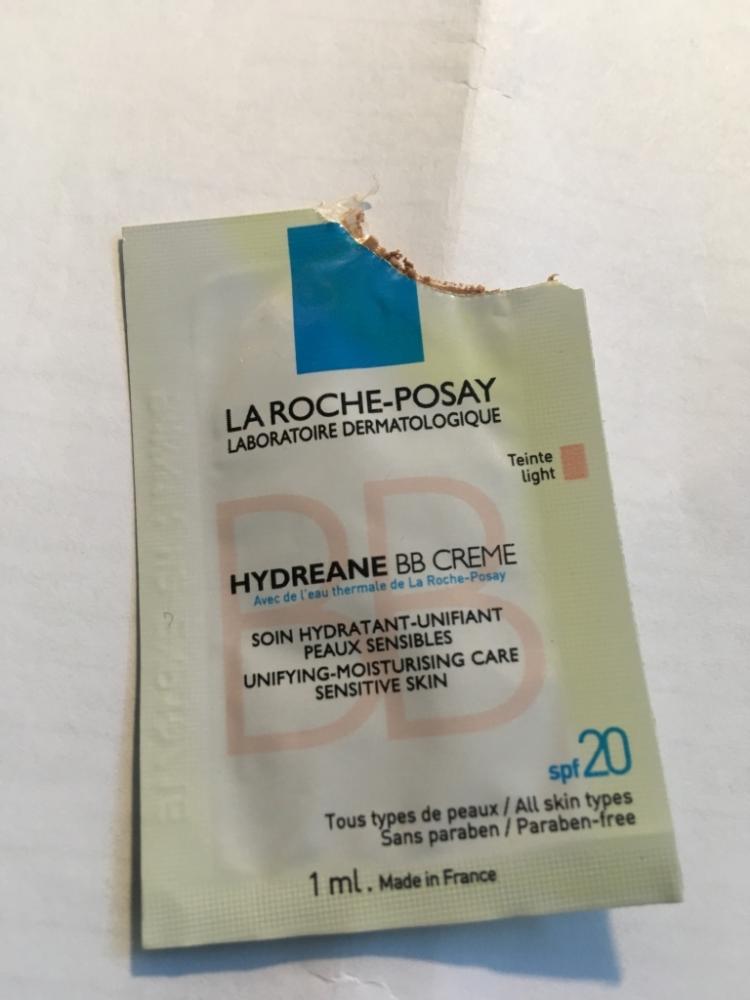 LA ROCHE-POSAY
LABORATOIRE DERMATOLOGIQUE
Teinte
light
BB
HYDREANE BB CREME
Avec de l'eau thermale de La Roche-Posay
SOIN HYDRATANT-UNIFIANT
PEAUX SENSIBLES
UNIFYING-MOISTURISING CARE
SENSITIVE SKIN
spf 20
Tous types de peaux / All skin types
Sans paraben / Paraben-free
1 ml. Made in France